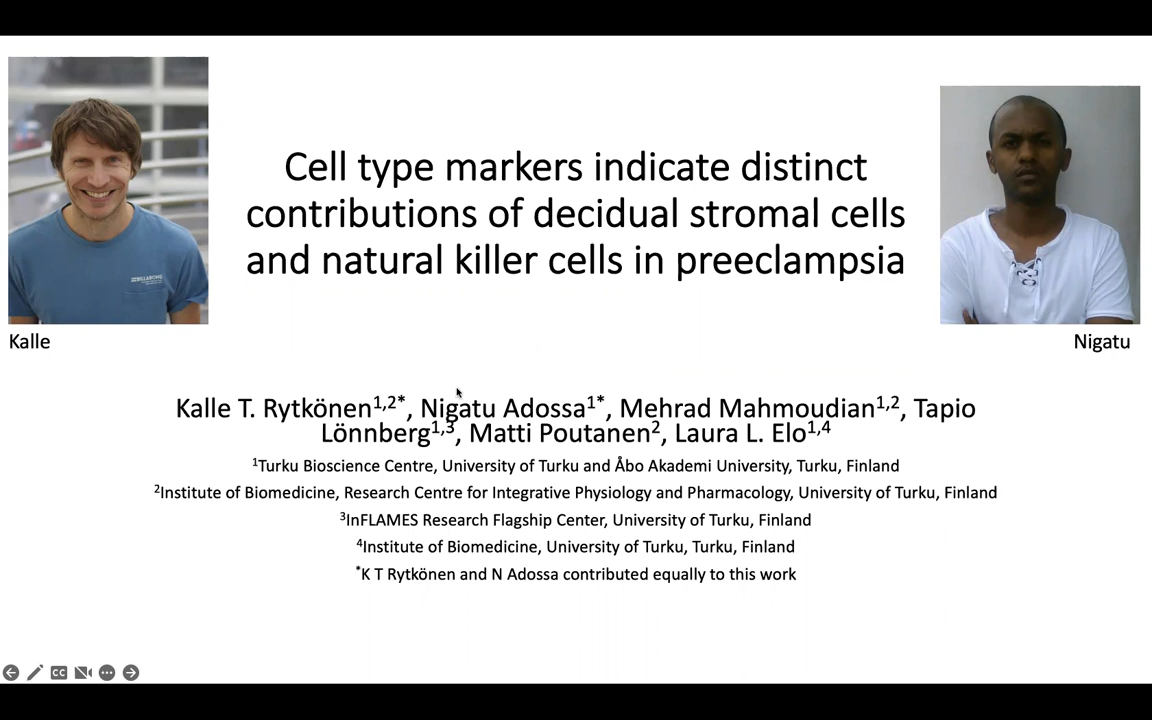 Cell type markers indicate distinct
contributions of decidual stromal cells
and natural killer cells in preeclampsia
BILLABONG
Kalle
Nigatu
Kalle T. Rytkönen1,2*, Nigatu Adossa1*, Mehrad Mahmoudian1,2, Tapio
Lönnberg1,3, Matti Poutanen2, Laura L. Elo1,4
1Turku Bioscience Centre, University of Turku and Åbo Akademi University, Turku, Finland
2Institute of Biomedicine, Research Centre for Integrative Physiology and Pharmacology, University of Turku, Finland
3InFLAMES Research Flagship Center, University of Turku, Finland
4Institute of Biomedicine, University of Turku, Turku, Finland
*K T Rytkönen and N Adossa contributed equally to this work
CC